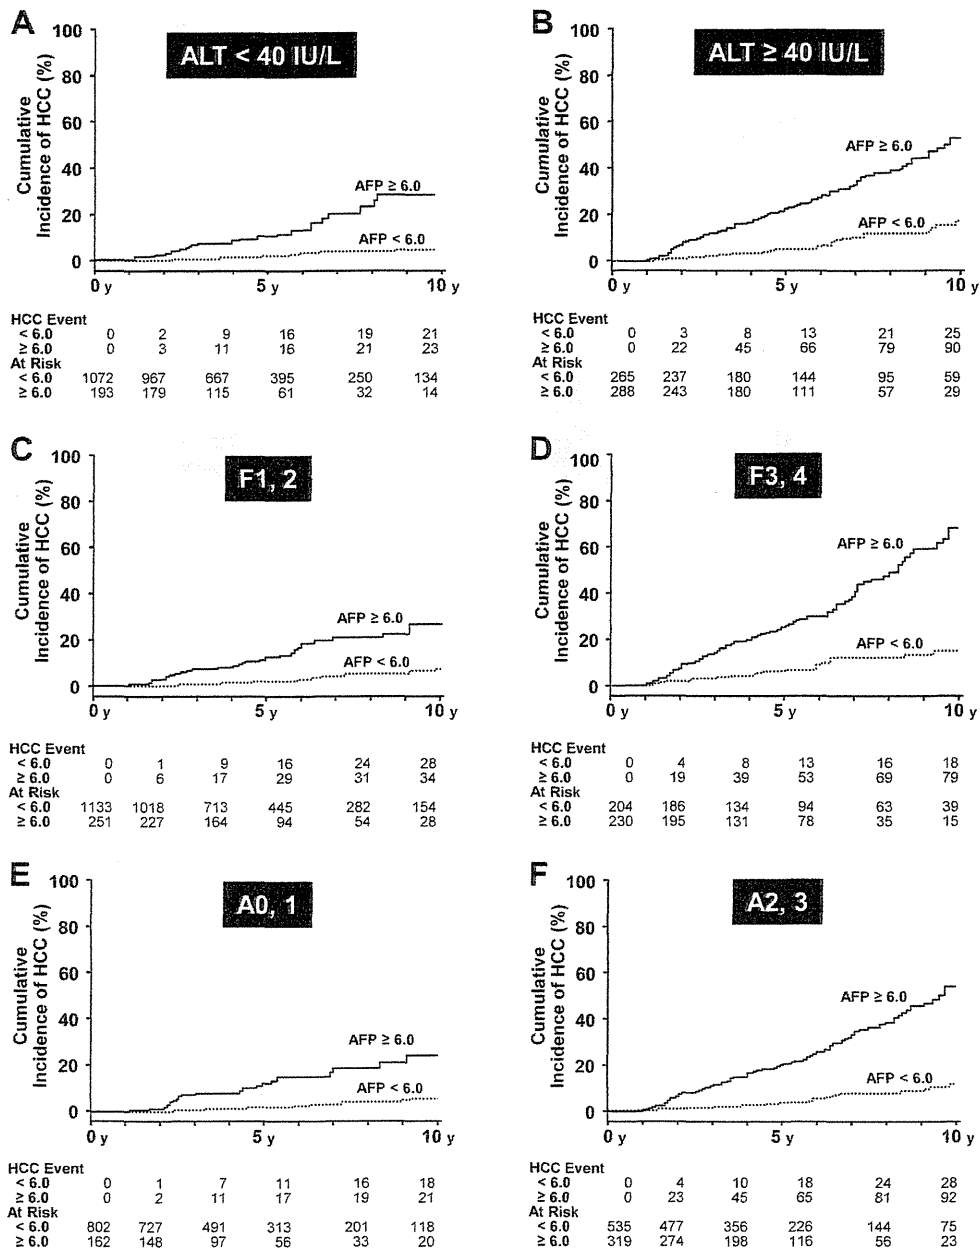 A
ALT < 40 IU/L
Cumulative
Incidence of HCC (%)
100
80
60
40
20
0
AFP ≥ 6.0
AFP < 6.0
0 y
5 y
10 y
HCC Event
< 6.0 0 2 9 16 19 21
≥ 6.0 0 3 11 16 21 23
At Risk
< 6.0 1072 967 667 395 250 134
≥ 6.0 193 179 115 61 32 14
B
ALT ≥ 40 IU/L
Cumulative
Incidence of HCC (%)
100
80
60
40
20
0
AFP ≥ 6.0
AFP < 6.0
0 y
5 y
10 y
HCC Event
< 6.0 0 3 8 13 21 25
≥ 6.0 0 22 45 66 79 90
At Risk
< 6.0 265 237 180 144 95 59
≥ 6.0 288 243 180 111 57 29
C
F1, 2
Cumulative
Incidence of HCC (%)
100
80
60
40
20
0
AFP ≥ 6.0
AFP < 6.0
0 y
5 y
10 y
HCC Event
< 6.0 0 1 9 16 24 28
≥ 6.0 0 6 17 29 31 34
At Risk
< 6.0 1133 1018 713 445 282 154
≥ 6.0 251 227 164 94 54 28
D
F3, 4
Cumulative
Incidence of HCC (%)
100
80
60
40
20
0
AFP ≥ 6.0
AFP < 6.0
0 y
5 y
10 y
HCC Event
< 6.0 0 4 8 13 16 18
≥ 6.0 0 19 39 53 69 79
At Risk
< 6.0 204 186 134 94 63 39
≥ 6.0 230 195 131 78 35 15
E
A0, 1
Cumulative
Incidence of HCC (%)
100
80
60
40
20
0
AFP ≥ 6.0
AFP < 6.0
0 y
5 y
10 y
HCC Event
< 6.0 0 1 7 11 16 18
≥ 6.0 0 2 11 17 19 21
At Risk
< 6.0 802 727 491 313 201 118
≥ 6.0 162 148 97 56 33 20
F
A2, 3
Cumulative
Incidence of HCC (%)
100
80
60
40
20
0
AFP ≥ 6.0
AFP < 6.0
0 y
5 y
10 y
HCC Event
< 6.0 0 4 10 18 24 28
≥ 6.0 0 23 45 65 81 92
At Risk
< 6.0 535 477 356 226 144 75
≥ 6.0 319 274 198 116 56 23